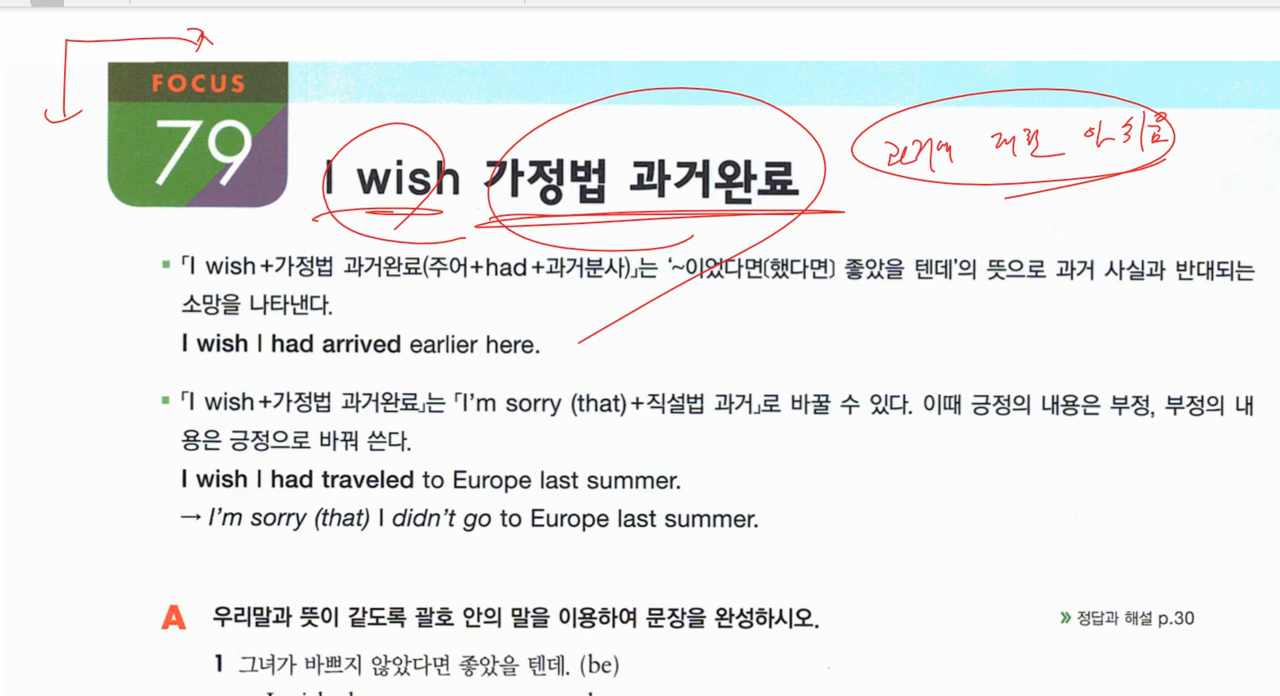 FOCUS
79
I wish 가정법 과거완료
과거에 대한 아쉬움
「I wish+가정법 과거완료(주어+had+과거분사)」는 '~이었다면〔했다면〕 좋았을 텐데'의 뜻으로 과거 사실과 반대되는
소망을 나타낸다.
I wish I had arrived earlier here.
「I wish+가정법 과거완료」는 「I'm sorry (that)+직설법 과거」로 바꿀 수 있다. 이때 긍정의 내용은 부정, 부정의 내
용은 긍정으로 바꿔 쓴다.
I wish I had traveled to Europe last summer.
→ I'm sorry (that) I didn't go to Europe last summer.
A 우리말과 뜻이 같도록 괄호 안의 말을 이용하여 문장을 완성하시오.
» 정답과 해설 p.30
1 그녀가 바쁘지 않았다면 좋았을 텐데. (be)